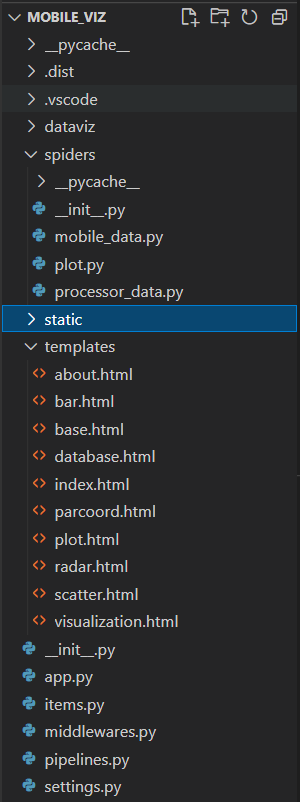 MOBILE_VIZ
__pycache__
.dist
.vscode
dataviz
spiders
__pycache__
__init__.py
mobile_data.py
plot.py
processor_data.py
static
templates
about.html
bar.html
base.html
database.html
index.html
parcoord.html
plot.html
radar.html
scatter.html
visualization.html
__init__.py
app.py
items.py
middlewares.py
pipelines.py
settings.py